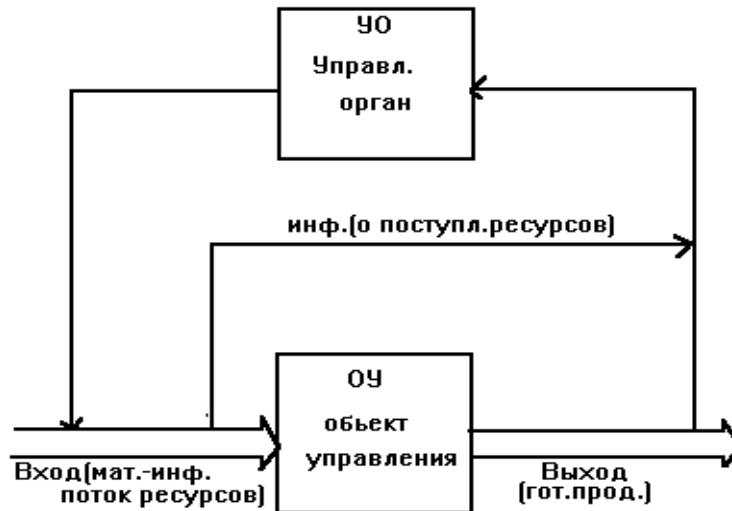 УО
Управл.
орган
инф.(о поступл.ресурсов)
ОУ
обьект
управления
Вход(мат.-инф.
поток ресурсов)
Выход
(гот.прод.)